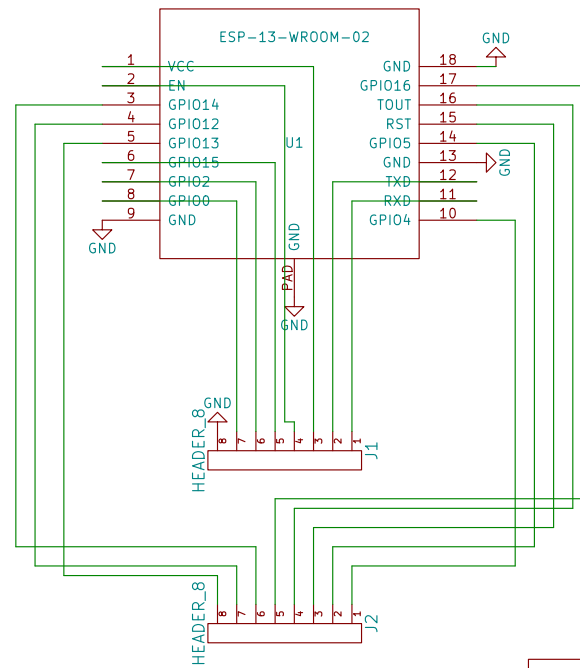 ESP-13-WROOM-02
1 VCC
2 EN
3 GPIO14
4 GPIO12
5 GPIO13
6 GPIO15
7 GPIO2
8 GPIO0
9 GND
GND
U1
GND
PAD
GND
GND
GND 18
GPIO16 17
TOUT 16
RST 15
GPIO5 14
GND 13
GND
TXD 12
RXD 11
GPIO4 10
GND
HEADER_8
8 7 6 5 4 3 2 1
J1
HEADER_8
8 7 6 5 4 3 2 1
J2